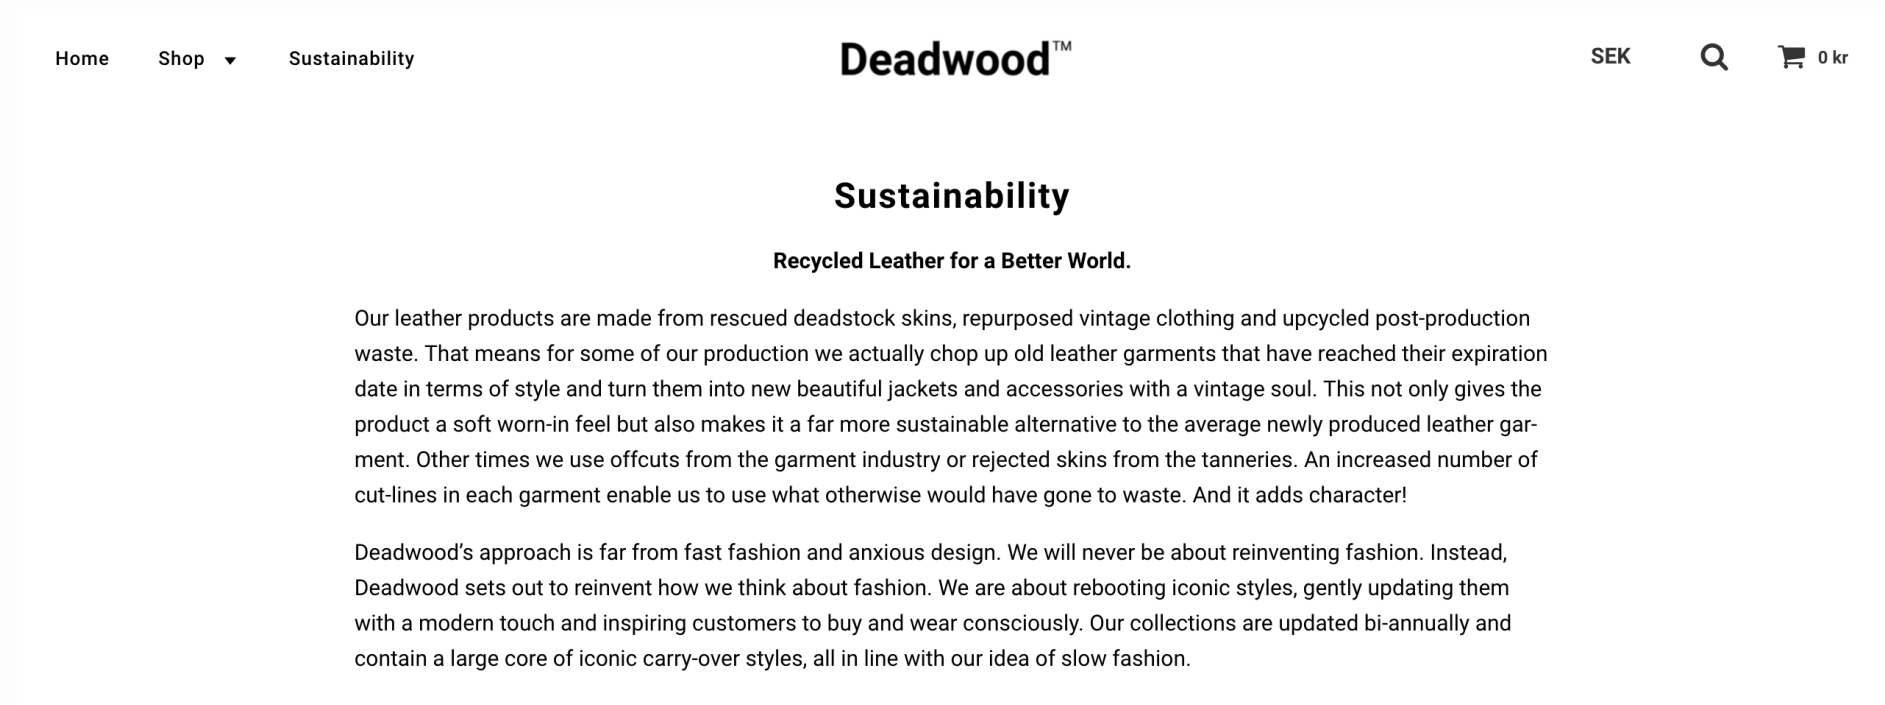 Home Shop Sustainability Deadwood™ SEK 0 kr
Sustainability
Recycled Leather for a Better World.
Our leather products are made from rescued deadstock skins, repurposed vintage clothing and upcycled post-production
waste. That means for some of our production we actually chop up old leather garments that have reached their expiration
date in terms of style and turn them into new beautiful jackets and accessories with a vintage soul. This not only gives the
product a soft worn-in feel but also makes it a far more sustainable alternative to the average newly produced leather gar-
ment. Other times we use offcuts from the garment industry or rejected skins from the tanneries. An increased number of
cut-lines in each garment enable us to use what otherwise would have gone to waste. And it adds character!
Deadwood’s approach is far from fast fashion and anxious design. We will never be about reinventing fashion. Instead,
Deadwood sets out to reinvent how we think about fashion. We are about rebooting iconic styles, gently updating them
with a modern touch and inspiring customers to buy and wear consciously. Our collections are updated bi-annually and
contain a large core of iconic carry-over styles, all in line with our idea of slow fashion.